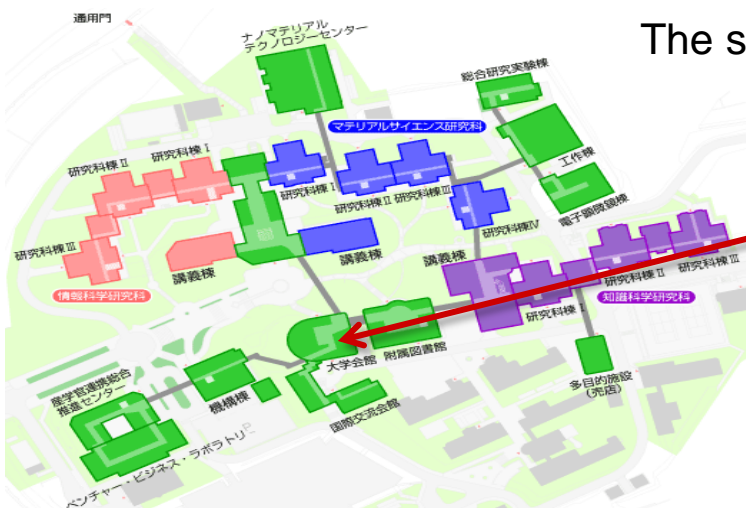 通用門
The s
ナノマテリアル
テクノロジーセンター
総合研究実験棟
マテリアルサイエンス研究科
研究科棟Ⅱ
研究科棟Ⅰ
工作棟
研究科棟Ⅰ
研究科棟Ⅱ
研究科棟Ⅲ
電子顕微鏡棟
研究科棟Ⅳ
研究科棟Ⅲ
講義棟
講義棟
講義棟
研究科棟Ⅱ
研究科棟Ⅲ
情報科学研究科
知識科学研究科
研究科棟Ⅰ
大学会館
附属図書館
多目的施設
(売店)
産学官連携総合
推進センター
機構棟
国際交流会館
ベンチャー・ビジネス・ラボラトリ
P